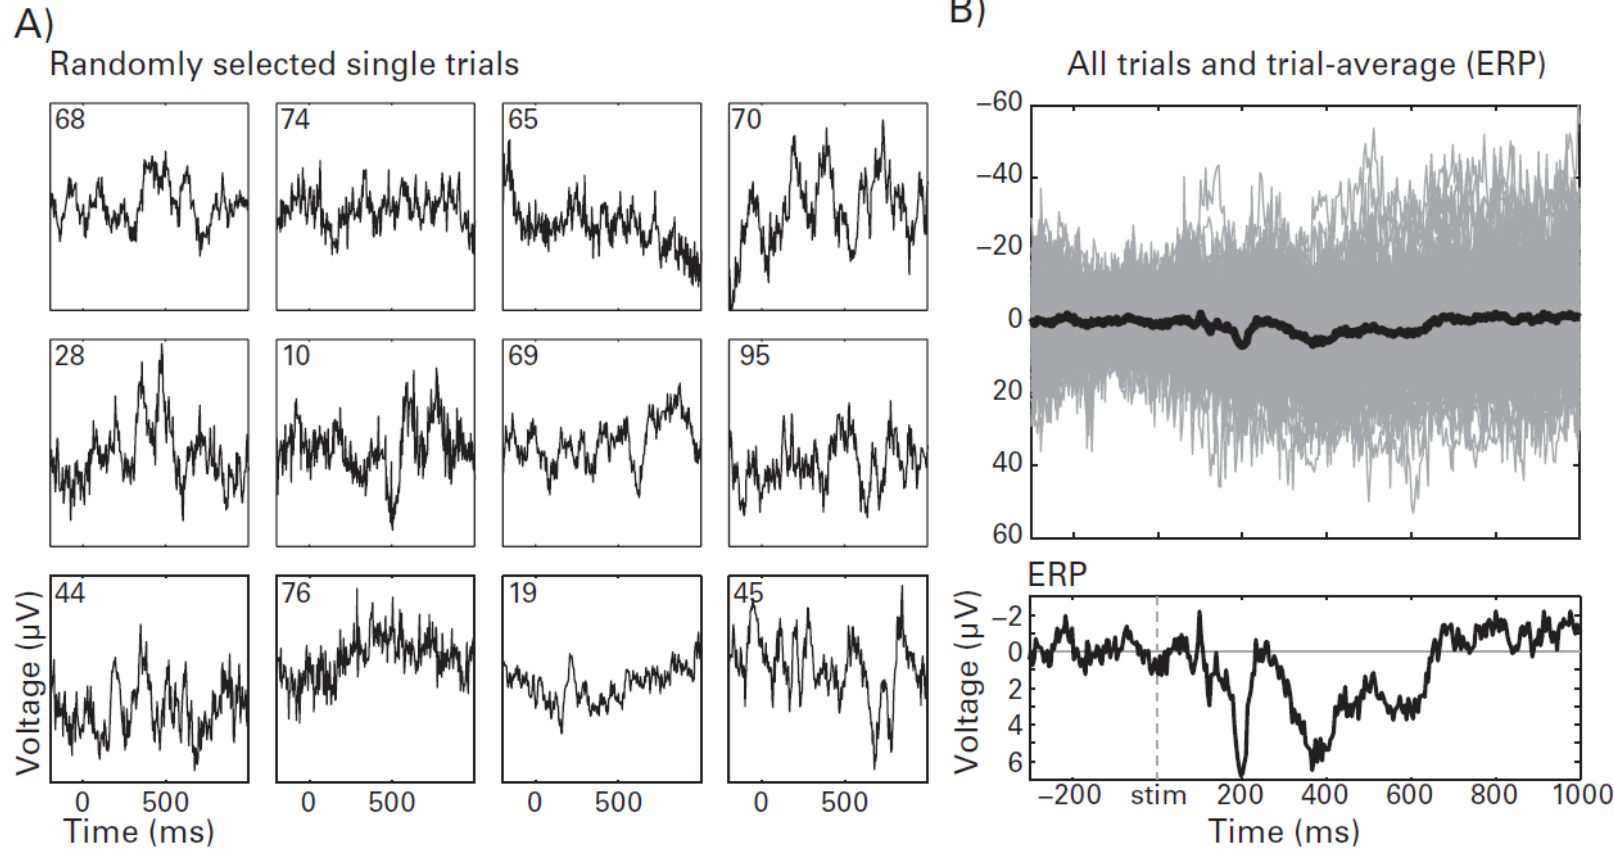 A)
Randomly selected single trials
68
74
65
70
28
10
69
95
44
76
19
45
Voltage (µV)
0 500
0 500
0 500
0 500
Time (ms)
B)
All trials and trial-average (ERP)
−60
−40
−20
0
20
40
60
ERP
Voltage (µV)
−2
0
2
4
6
−200 stim 200 400 600 800 1000
Time (ms)